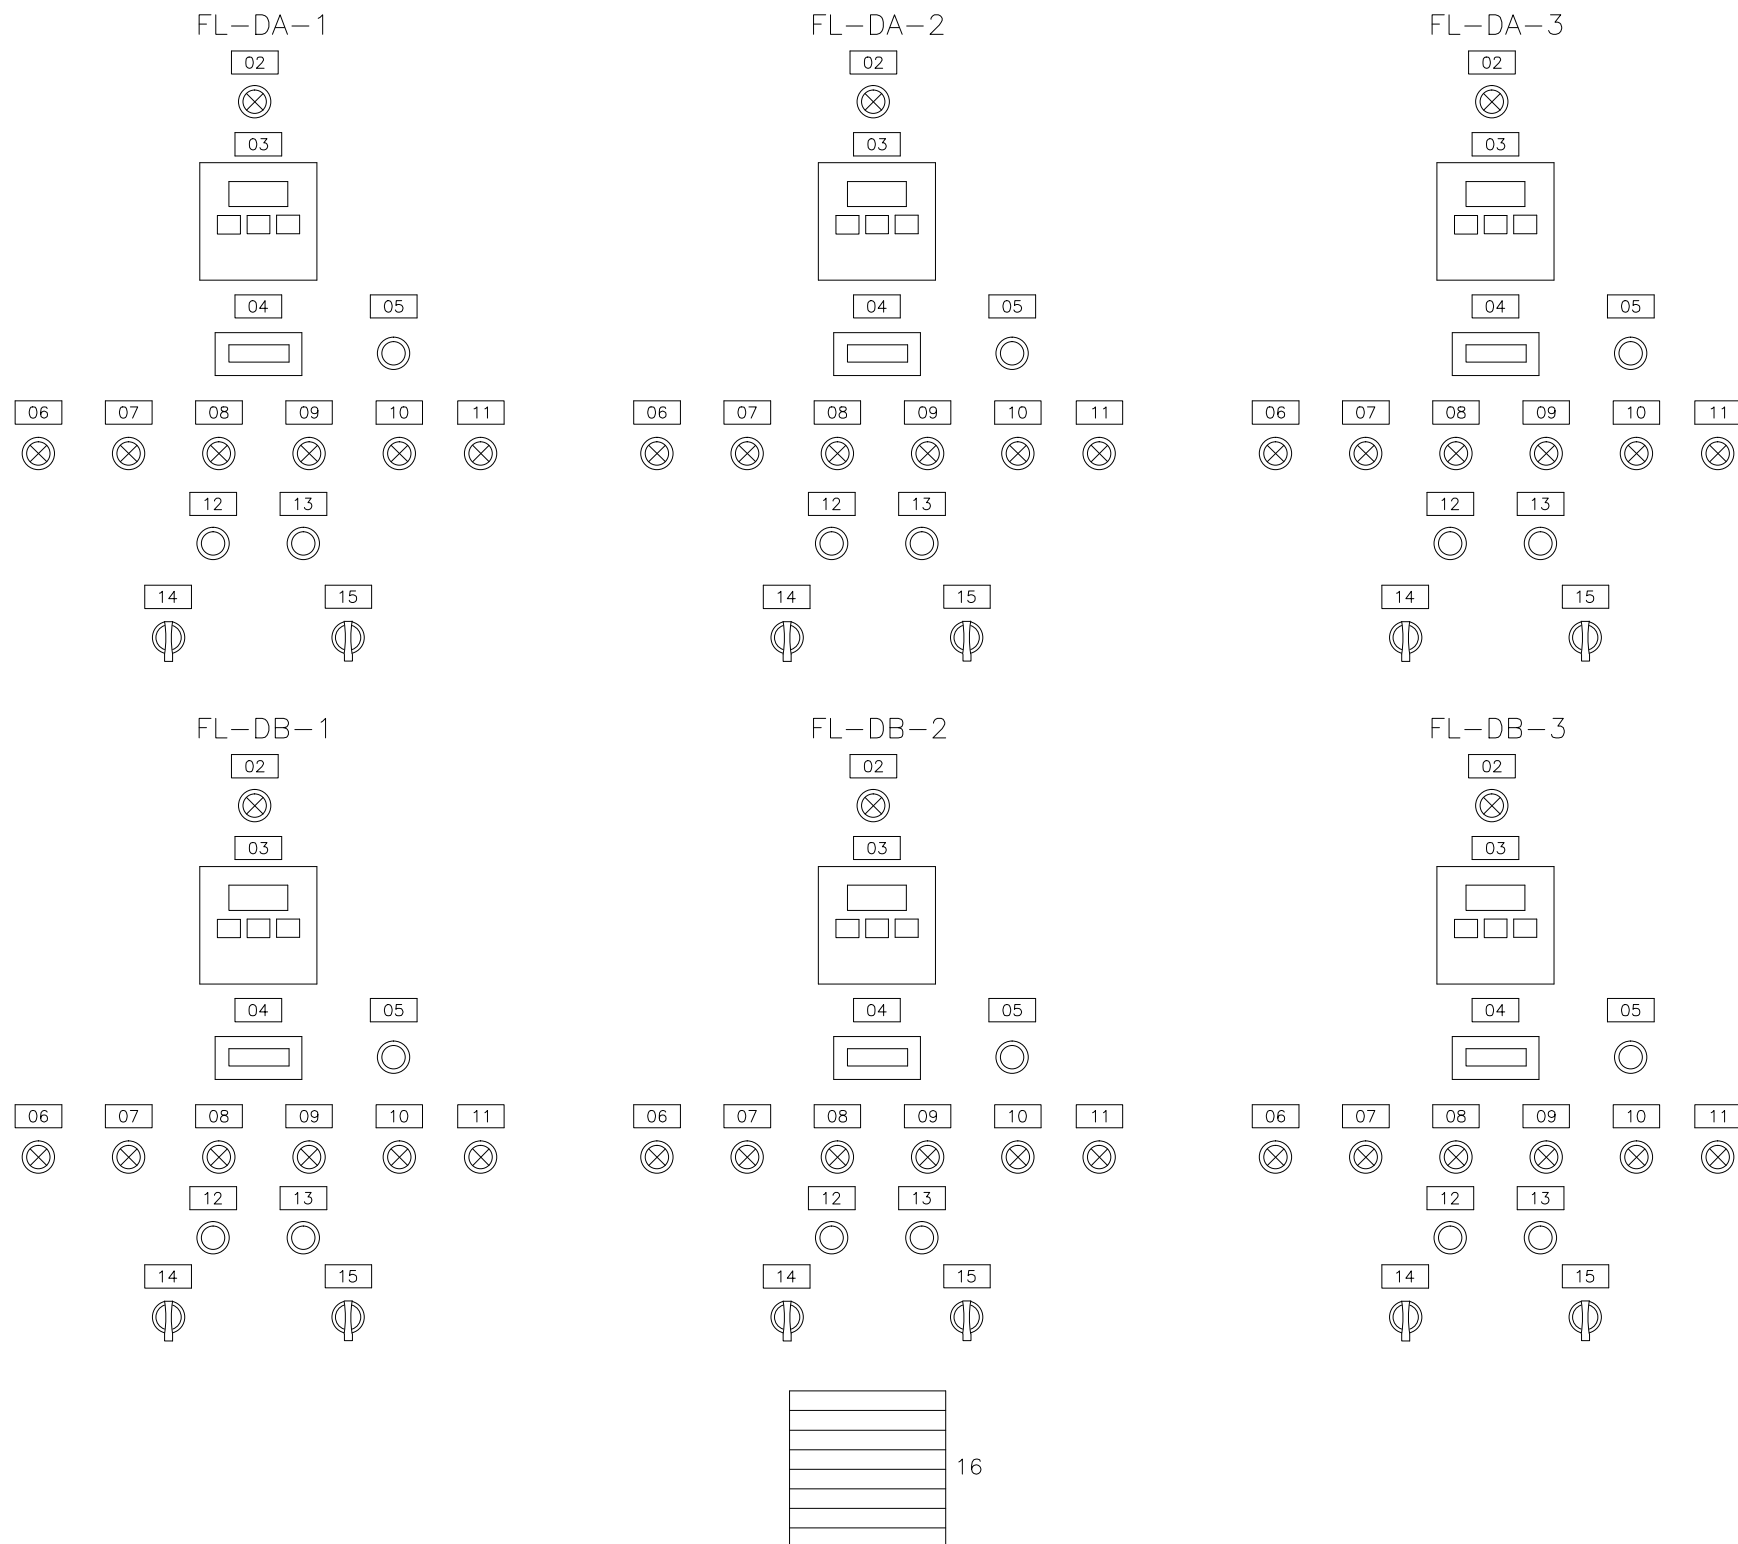 FL-DA-1 FL-DA-2 FL-DA-3
02 02 02
03 03 03
04 05 04 05 04 05
06 07 08 09 10 11 06 07 08 09 10 11 06 07 08 09 10 11
12 13 12 13 12 13
14 15 14 15 14 15
FL-DB-1 FL-DB-2 FL-DB-3
02 02 02
03 03 03
04 05 04 05 04 05
06 07 08 09 10 11 06 07 08 09 10 11 06 07 08 09 10 11
12 13 12 13 12 13
14 15 14 15 14 15
16